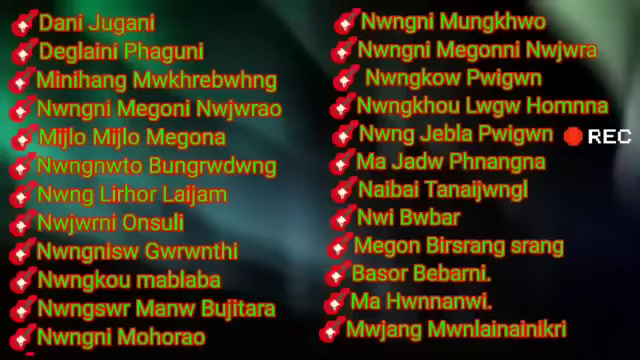 Dani Jugani
Deglaini Phaguni
Minihang Mwkhrebwhng
Nwngni Megoni Nwjwrao
Mijlo Mijlo Megona
Nwngnwto Bungrwdwng
Nwng Lirhor Laijam
Nwjwrni Onsuli
Nwngnisw Gwrwnthi
Nwngkou mablaba
Nwngswr Manw Bujitara
Nwngni Mohorao
Nwngni Mungkhwo
Nwngni Megonni Nwjwra
Nwngkow Pwigwn
Nwngkhou Lwgw Homnna
Nwng Jebla Pwigwn
REC
Ma Jadw Phnangna
Naibai Tanaijwngl
Nwi Bwbar
Megon Birsrang srang
Basor Bebarni.
Ma Hwnnanwi.
Mwjang Mwnlainainikri